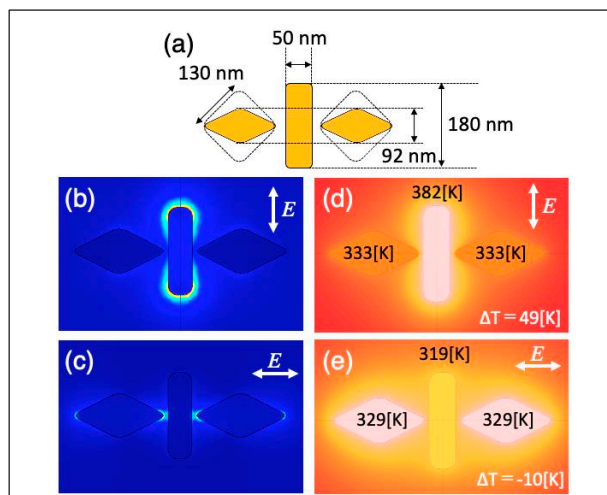 (a)
50 nm
130 nm
180 nm
92 nm
(b)
E
(d)
382[K]
E
333[K]
333[K]
ΔT = 49[K]
(c)
E
(e)
319[K]
E
329[K]
329[K]
ΔT = -10[K]